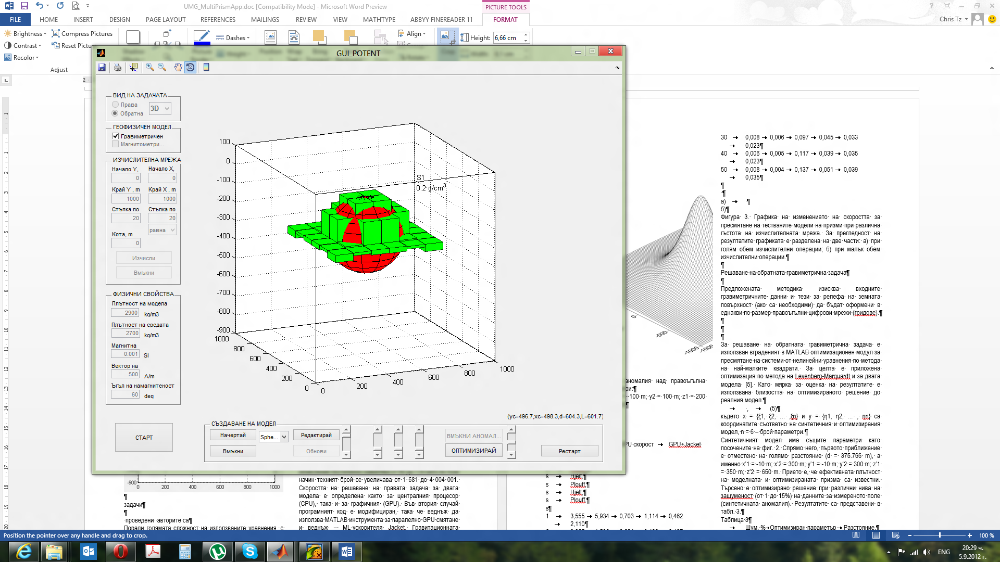 UMG_MultiPrismApp.doc [Compatibility Mode] - Microsoft Word Preview
PICTURE TOOLS
FILE HOME INSERT DESIGN PAGE LAYOUT REFERENCES MAILINGS REVIEW VIEW MATHTYPE ABBYY FINEREADER 11 FORMAT
Chris Tz
Brightness
Contrast
Recolor
Compress Pictures
Reset Pictu
Adjust
Dashes
Align
Height: 6,66 cm
GUI_POTENT
ВИД НА ЗАДАЧАТА
Права
Обратна
3D
ГЕОФИЗИЧЕН МОДЕЛ
Гравиметричен
Магнитометри...
ИЗЧИСЛИТЕЛНА МРЕЖА
Начало Y, Начало X,
0 0
Край Y , m Край X , m
1000 1000
Стъпка по Стъпка по
20 20
равна
Кота, m
0
Изчисли
Вмъкни
ФИЗИЧНИ СВОЙСТВА
Плътност на модела
2900 kg/m3
Плътност на средата
2700 kg/m3
Магнитна
0.001 SI
Вектор на
500 A/m
Ъгъл на намагнитеност
60 deg
СТАРТ
100
0
-100
-200
-300
-400
-500
-600
-700
-800
-900
1000
800
600
400
200
0
0
200
400
600
800
1000
S1
0.2 g/cm3
(yc=496.7,xc=498.3,d=604.3,L=601.7)
СЪЗДАВАНЕ НА МОДЕЛ
Начертай
Sphe...
Редактирай
ВМЪКНИ АНОМАЛ...
Вмъкни
Обнови
ОПТИМИЗИРАЙ
Рестарт
-900
0 200 400 600 800 1000
¶
задачи¶
¶
·проведени·авторите·са¶
Поради·голямата·сложност·на·използваните·уравнения·,·с·
начин· техният· брой· се· увеличава· от· 1· 681· до· 4· 004· 001.·
Скоростта· на· решаване· на· правата· задача· за· двата·
модела· е· определена· както· за· централния· процесор·
(CPU),· така· и· за· графичния· (GPU).· Във· втория· случай·
програмният· код· е· модифициран,· така· че· веднъж· да·
използва·MATLAB·инструмента·за·паралелно·GPU·смятане·
и· веднъж· –· ML-ускорителя· Jacket.· Гравитационната·
0
-500
-1000
-1000
аномалия· над· правоъгълна·
ри:¶
-100·m;·y2·=·100·m;·z1·=·200·
¶
PU·скорост → GPU+Jacket·
s → Hjelt,¶
s → Plouff,¶
s → Hjelt,¶
s → Plouff,¶
s¶
1 → 3,555 → 5,934 → 0,703 → 1,114 → 0,462
→ 2,110¶
30 → 0,008 → 0,006 → 0,097 → 0,045 → 0,033
→ 0,023¶
40 → 0,006 → 0,005 → 0,117 → 0,039 → 0,035
→ 0,023¶
50 → 0,008 → 0,004 → 0,137 → 0,051 → 0,039
→ 0,035¶
¶
·¶
а) → ·¶
б)¶
Фигура· 3.· Графика· на· изменението· на· скоростта· за·
пресмятане·на·тестваните·модели·на·призми·при·различна·
гъстота· на· изчислителната· мрежа.· За· прегледност· на·
резултатите· графиката· е· разделена· на· две· части:· а)· при·
голям· обем· изчислителни· операции;· б)· при· малък· обем·
изчислителни·операции.¶
¶
Решаване·на·обратната·гравиметрична·задача¶
¶
Предложената· методика· изисква· входните·
гравиметричните· данни· и· тези· за· релефа· на· земната·
повърхност· (ако· са· необходими)· да· бъдат· оформени· в·
еднакви·по·размер·правоъгълни·цифрови·мрежи·(гридове).¶
¶
¶
¶
За· решаване· на· обратната· гравиметрична· задача· е·
използван·вграденият·в·MATLAB·оптимизационен·модул·за·
пресмятане·на·системи·от·нелинейни·уравнения·по·метода·
на· най-малките· квадрати.· За· целта· е· приложена·
оптимизация·по·метода·на·Levenberg-Marquardt·и·за·двата·
модела· [5].· Като· мярка· за· оценка· на· резултатите· е·
използвана· близостта· на· оптимизираното· решение· до·
реалния·модел:¶
→ ·, → (5)¶
където· x· =· {ξ1,· ξ2,· …· ,ξn}· и· y· =· {η1,· η2,· …· ,· ηn}· са·
координатите·съответно·на·синтетичния·и·оптимизирания·
модел,·n·=·6·–·брой·параметри.¶
Синтетичният· модел· има· същите· параметри· като·
посочените· на· фиг.· 2.· Спрямо· него,· първото· приближение·
е· отместено· на· голямо· разстояние· (d· =· 375.766· m),· а·
именно·x'1·=·-10·m;·x'2·=·300·m;·y'1·=·-10·m;·y'2·=·300·m;·z'1·
=·350·m;·z'2·=·650·m.·Прието·е,·че·ефективната·плътност·
на· моделната· и· оптимизираната· призма· са· известни.·
Търсено· е· оптимизирано· решение· при· различни· нива· на·
зашуменост·(от·1·до·15%)·на·данните·за·измереното·поле·
(синтетичната· аномалия).· Резултатите· са· представени· в·
табл.·3.¶
Таблица·3¶
→ Шум,·%→Оптимизиран·параметър→Разстояние,¶
Position the pointer over any handle and drag to crop.
100 %
ENG
20:29 ч.
5.9.2012 г.